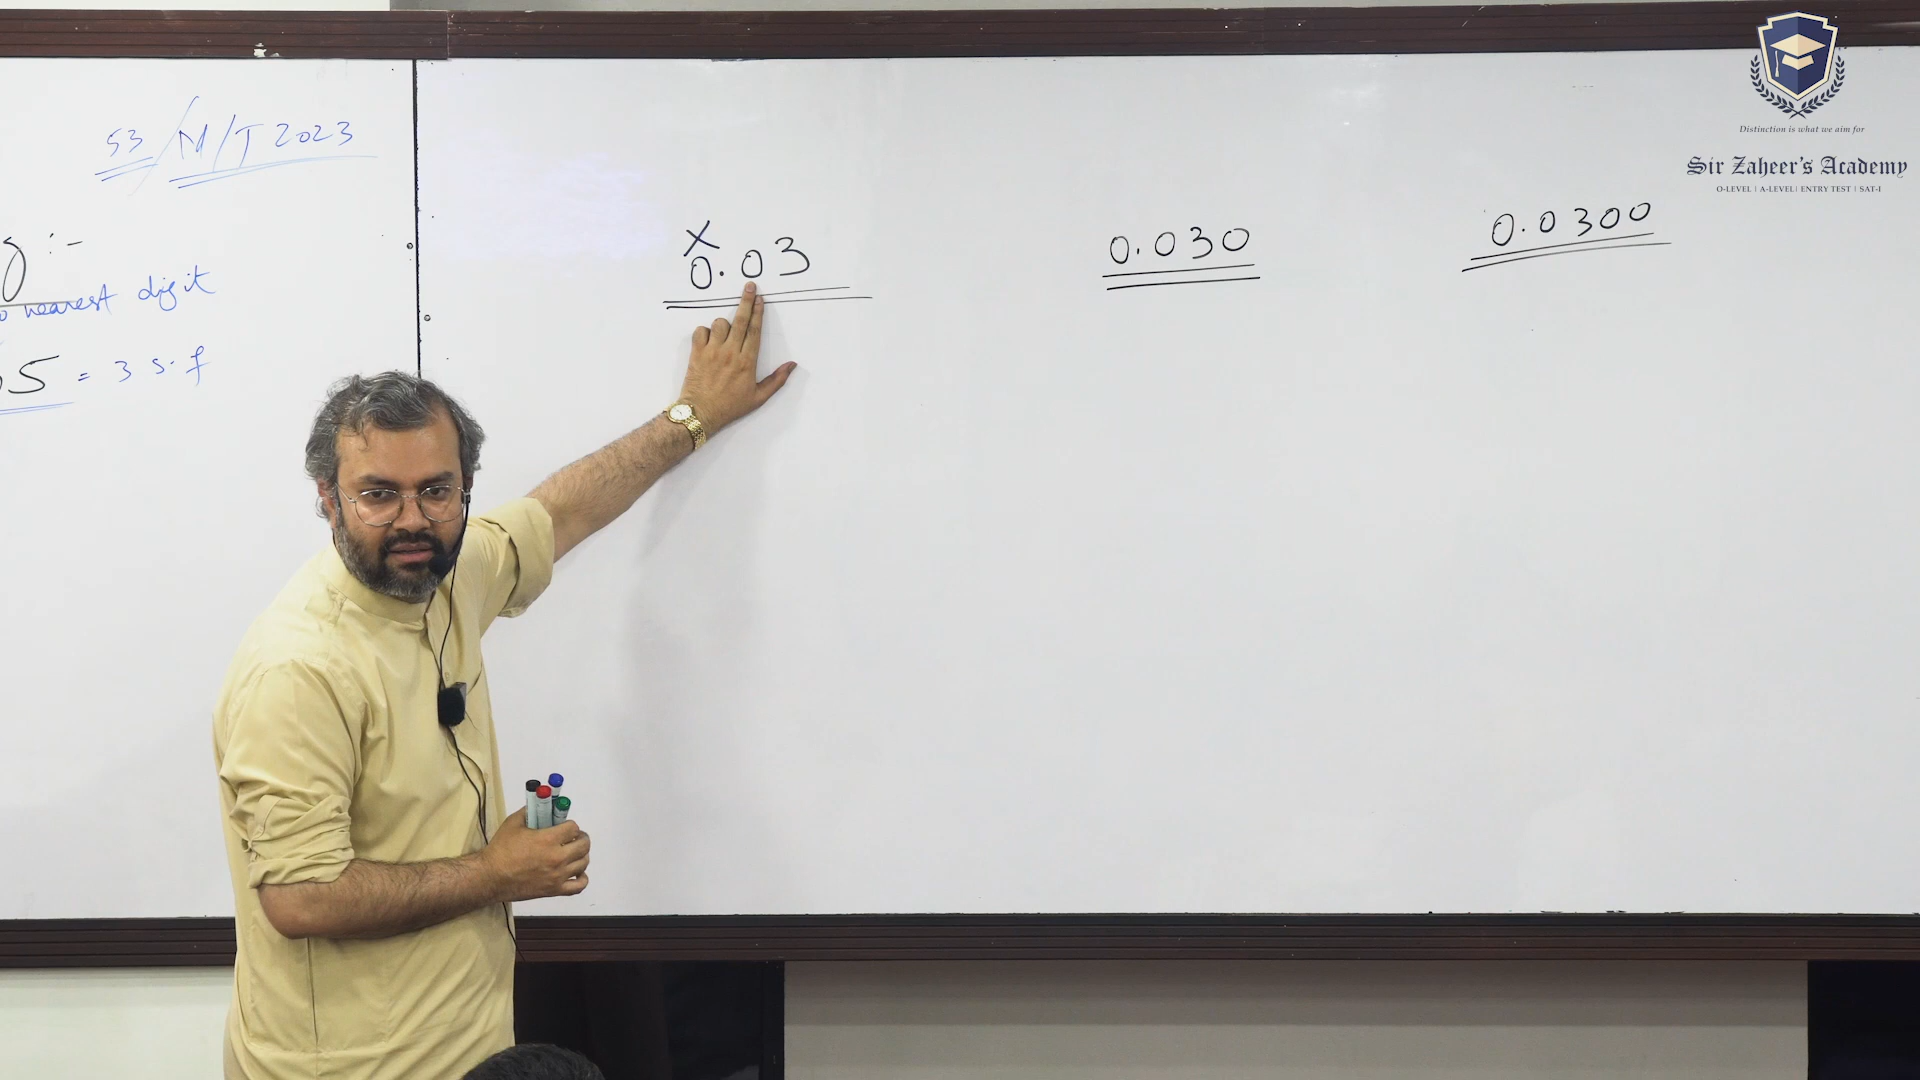 53 / M/J 2023
:-
nearest digit
5 = 3 s.f
X
0.03
0.030
0.0300
Distinction is what we aim for
Sir Zaheer's Academy
O-LEVEL | A-LEVEL | ENTRY TEST | SAT-I